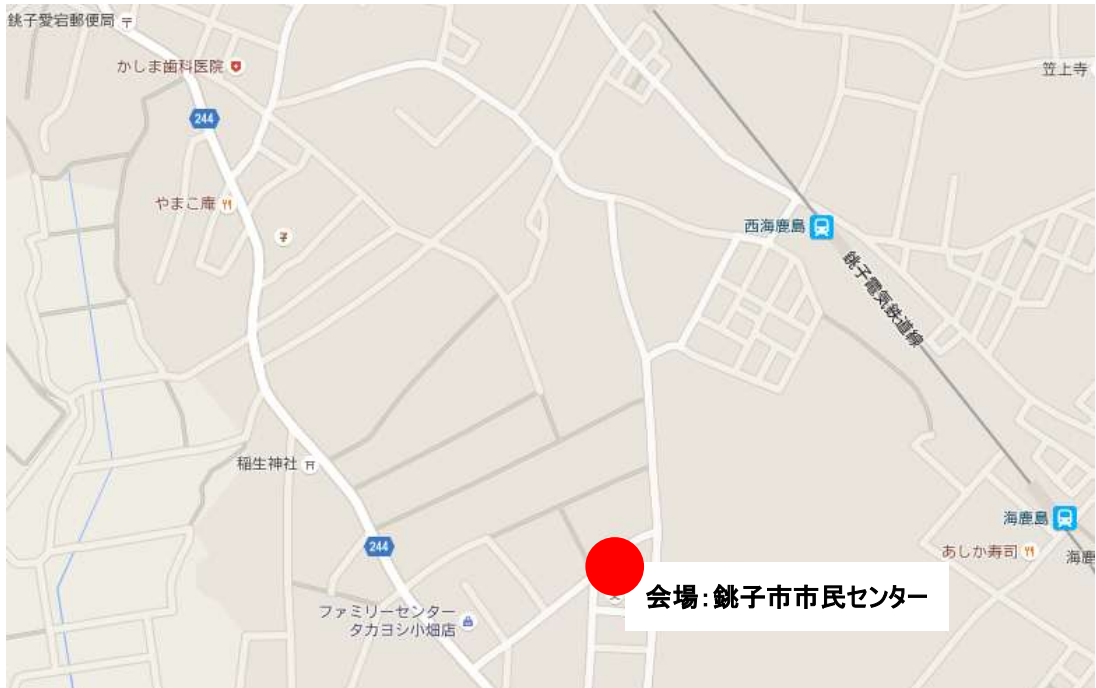 銚子愛宕郵便局
かしま歯科医院
笠上寺
244
やまこ庵
西海鹿島
銚子電気鉄道線
稲生神社
海鹿島
244
あしか寿司
海鹿
会場：銚子市市民センター
ファミリーセンター
タカヨシ小畑店